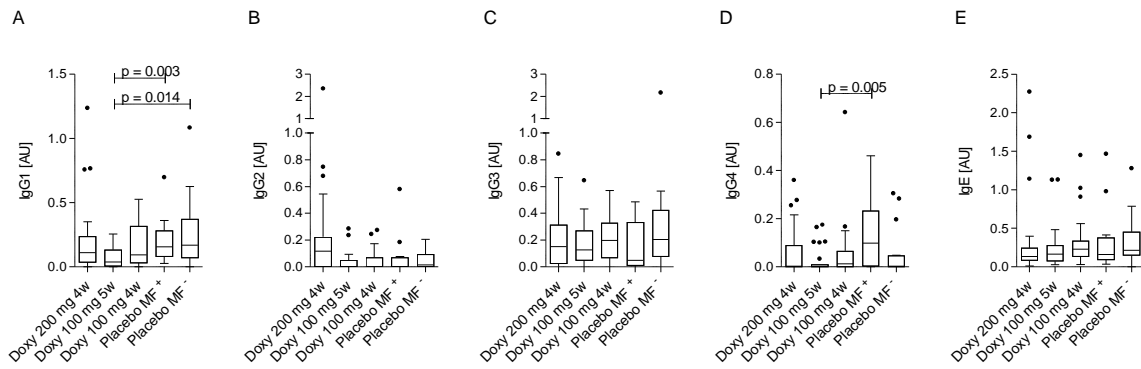 A
B
C
D
E
p = 0.003
p = 0.014
p = 0.005
IgG1 [AU]
1.5
1.0
0.5
0.0
Doxy 200 mg 4w
Doxy 100 mg 5w
Doxy 100 mg 4w
Placebo MF +
Placebo MF -
IgG2 [AU]
3
2
1
1.0
0.8
0.6
0.4
0.2
0.0
Doxy 200 mg 4w
Doxy 100 mg 5w
Doxy 100 mg 4w
Placebo MF +
Placebo MF -
IgG3 [AU]
3
2
1
1.0
0.8
0.6
0.4
0.2
0.0
Doxy 200 mg 4w
Doxy 100 mg 5w
Doxy 100 mg 4w
Placebo MF +
Placebo MF -
IgG4 [AU]
0.8
0.6
0.4
0.2
0.0
Doxy 200 mg 4w
Doxy 100 mg 5w
Doxy 100 mg 4w
Placebo MF +
Placebo MF -
IgE [AU]
2.5
2.0
1.5
1.0
0.5
0.0
Doxy 200 mg 4w
Doxy 100 mg 5w
Doxy 100 mg 4w
Placebo MF +
Placebo MF -